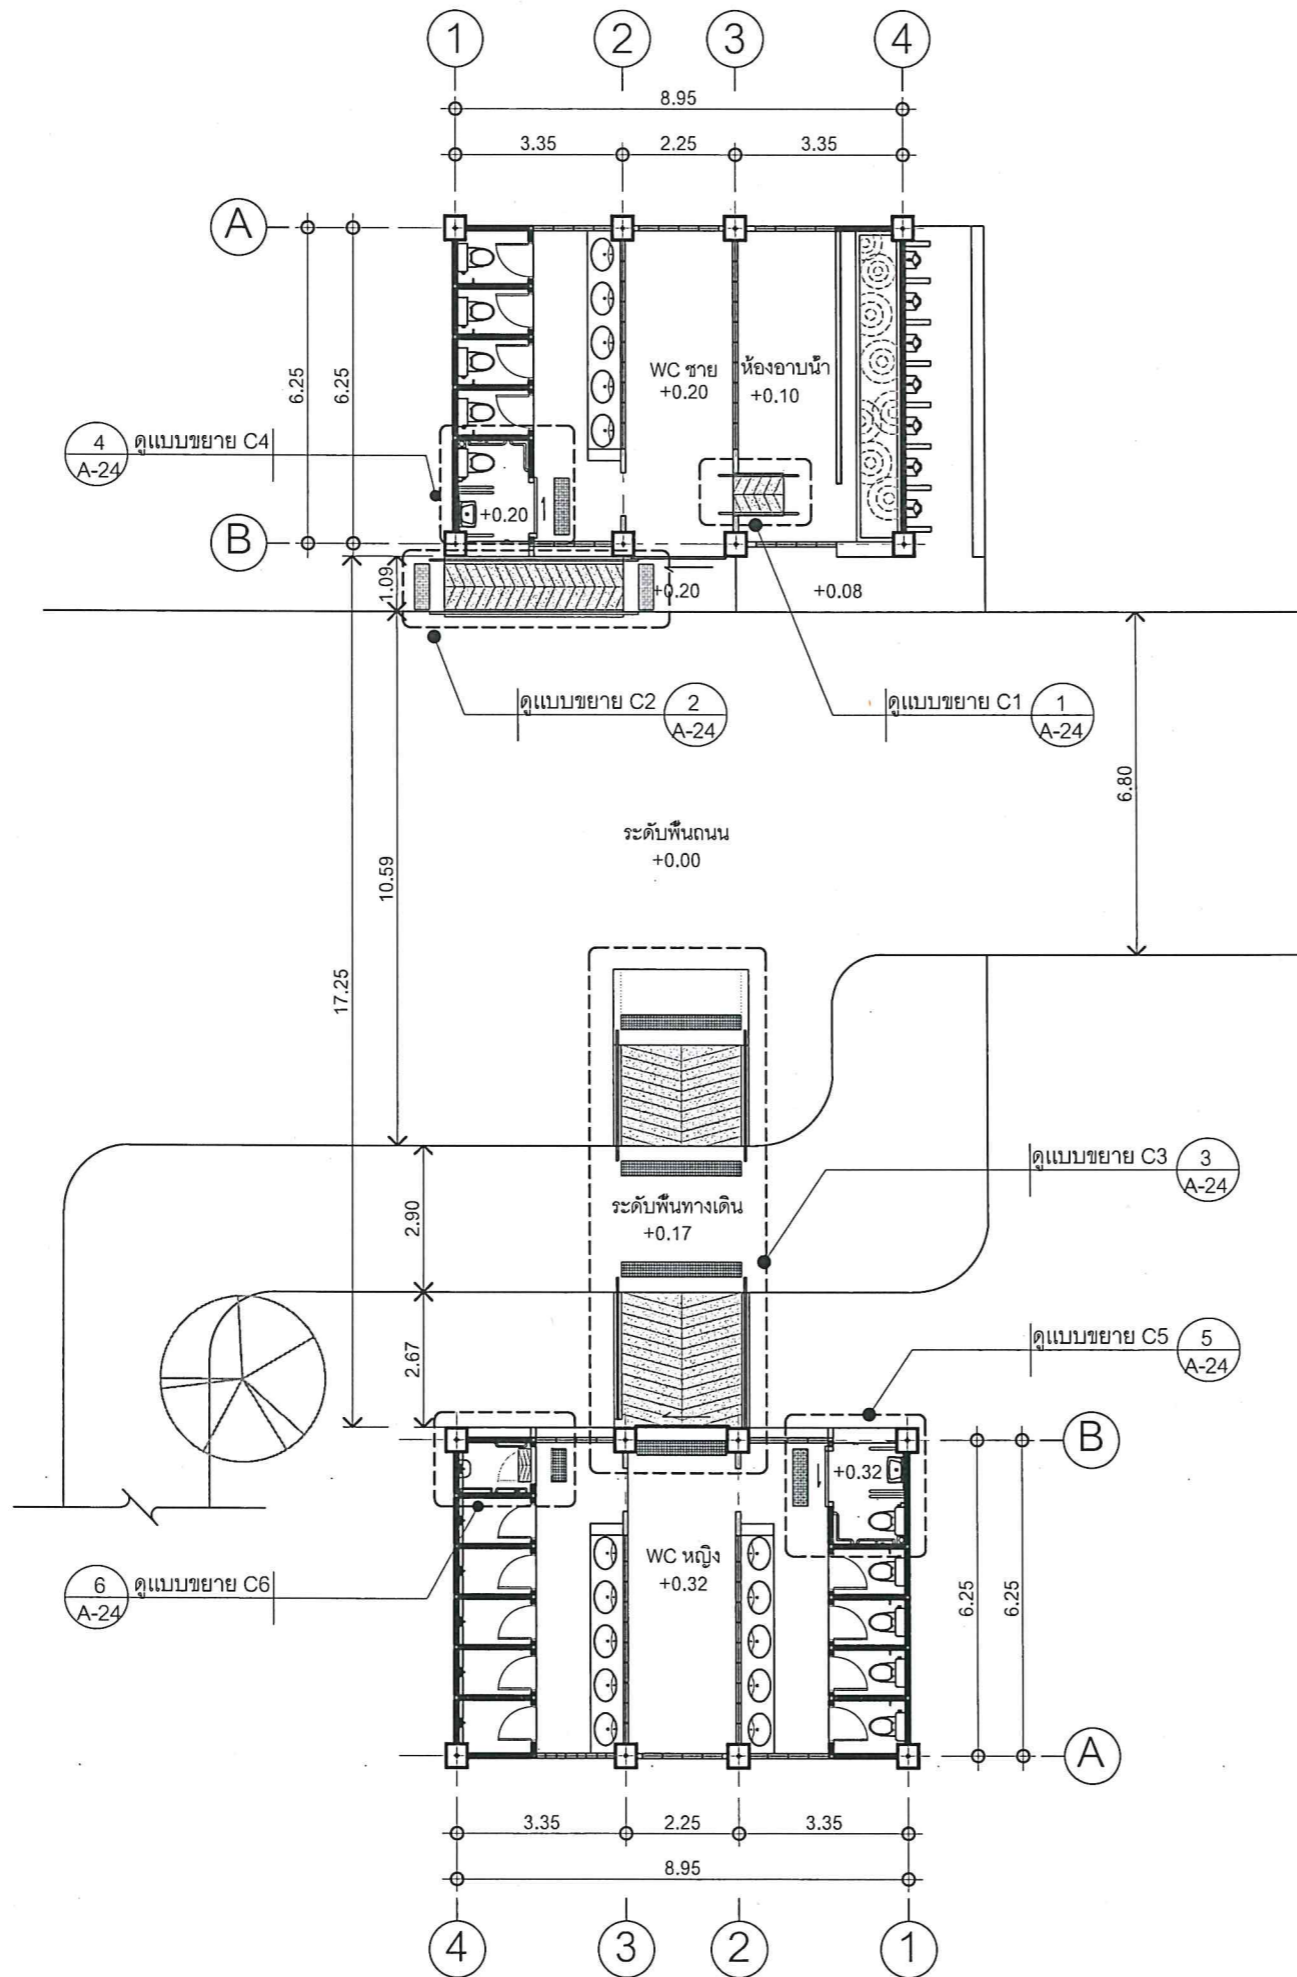 1 2 3 4
8.95
3.35 2.25 3.35
A
6.25 6.25
WC ชาย
+0.20
ห้องอาบน้ำ
+0.10
4
A-24
ดูแบบขยาย C4
+0.20
B
1.09
+0.20
+0.08
ดูแบบขยาย C2
2
A-24
ดูแบบขยาย C1
1
A-24
6.80
10.59
17.25
ระดับพื้นถนน
+0.00
ดูแบบขยาย C3
3
A-24
2.90
ระดับพื้นทางเดิน
+0.17
2.67
ดูแบบขยาย C5
5
A-24
B
+0.32
WC หญิง
+0.32
6
A-24
ดูแบบขยาย C6
6.25 6.25
A
3.35 2.25 3.35
8.95
4 3 2 1